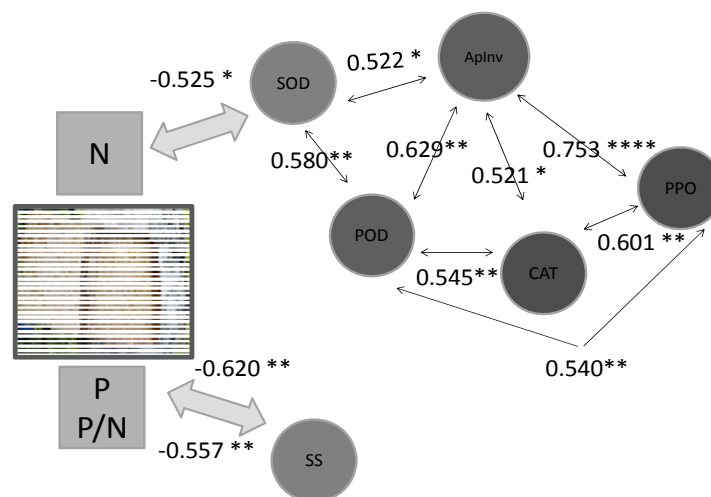 ApInv
0.522 *
-0.525 *
SOD
N
0.580**
0.629**
0.753 ****
0.521 *
PPO
POD
0.601 **
CAT
0.545**
-0.620 **
0.540**
P
P/N
-0.557 **
SS